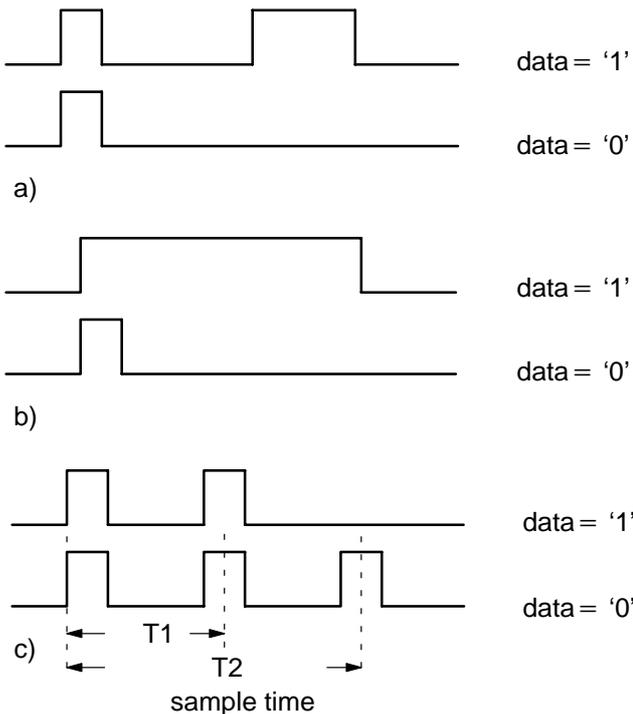 data = ‘1’
data = ‘0’
a)
data = ‘1’
data = ‘0’
b)
data = ‘1’
data = ‘0’
T1
c)
T2
sample time